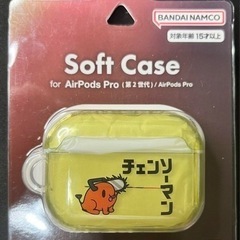 BANDAI NAMCO
対象年齢 15才以上
Soft Case
for AirPods Pro (第2世代) / AirPods Pro
チェンソーマン